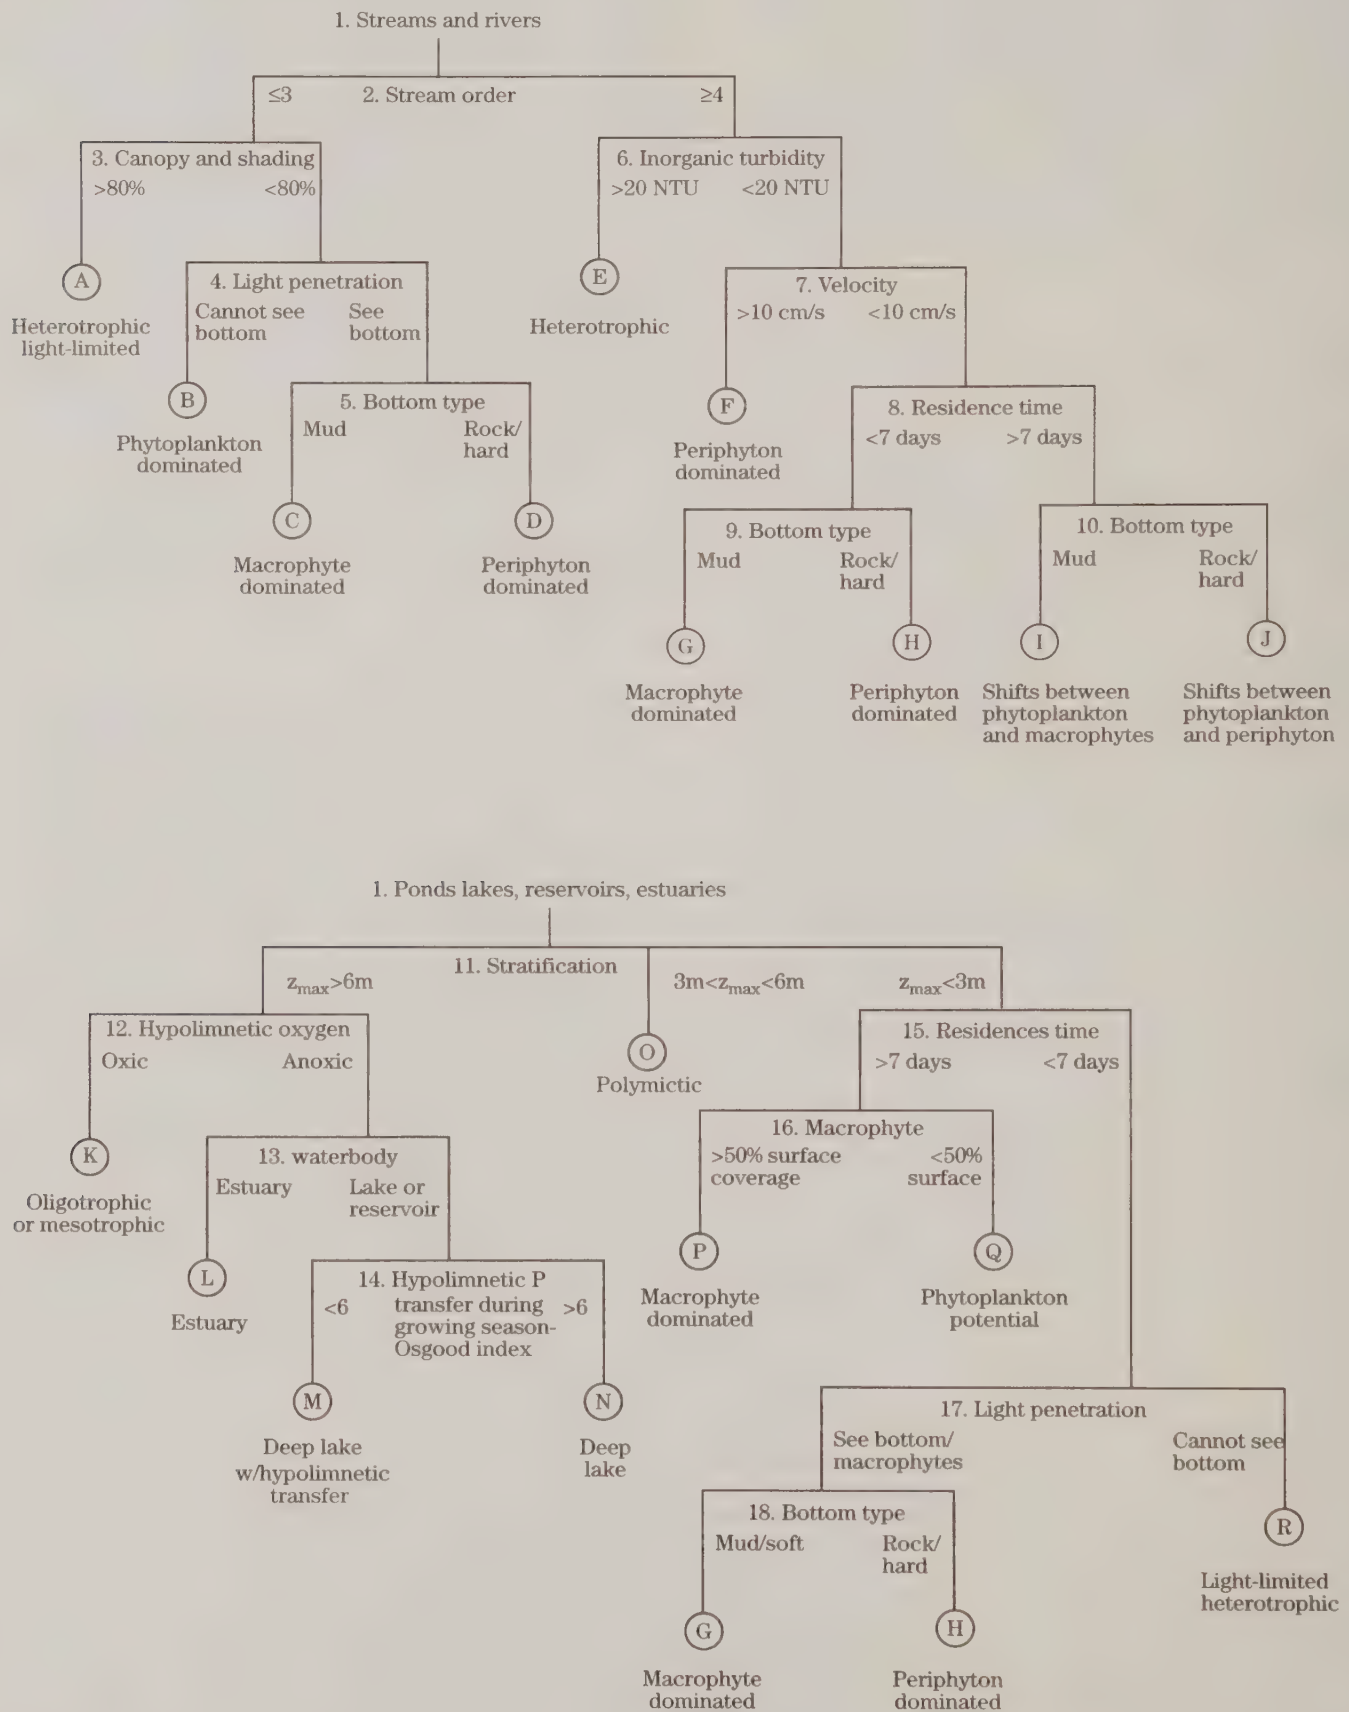 1. Streams and rivers
≤3
2. Stream order
≥4
3. Canopy and shading
>80%
<80%
6. Inorganic turbidity
>20 NTU
<20 NTU
A
Heterotrophic
light-limited
4. Light penetration
Cannot see
bottom
See
bottom
E
Heterotrophic
7. Velocity
>10 cm/s
<10 cm/s
B
Phytoplankton
dominated
5. Bottom type
Mud
Rock/
hard
F
Periphyton
dominated
8. Residence time
<7 days
>7 days
C
Macrophyte
dominated
D
Periphyton
dominated
9. Bottom type
Mud
Rock/
hard
10. Bottom type
Mud
Rock/
hard
G
Macrophyte
dominated
H
Periphyton
dominated
I
Shifts between
phytoplankton
and macrophytes
J
Shifts between
phytoplankton
and periphyton
1. Ponds lakes, reservoirs, estuaries
11. Stratification
zmax>6m
3m<zmax<6m
zmax<3m
12. Hypolimnetic oxygen
Oxic
Anoxic
O
Polymictic
15. Residences time
>7 days
<7 days
K
Oligotrophic
or mesotrophic
13. waterbody
Estuary
Lake or
reservoir
16. Macrophyte
>50% surface
coverage
<50%
surface
L
Estuary
14. Hypolimnetic P
transfer during
growing season-
Osgood index
<6
>6
P
Macrophyte
dominated
Q
Phytoplankton
potential
M
Deep lake
w/hypolimnetic
transfer
N
Deep
lake
17. Light penetration
See bottom/
macrophytes
Cannot see
bottom
18. Bottom type
Mud/soft
Rock/
hard
R
Light-limited
heterotrophic
G
Macrophyte
dominated
H
Periphyton
dominated